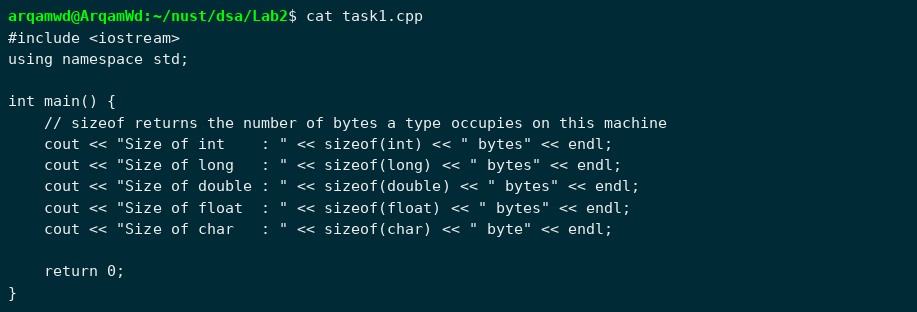 arqamwd@ArqamWd:~/nust/dsa/Lab2$ cat task1.cpp
#include <iostream>
using namespace std;

int main() {
    // sizeof returns the number of bytes a type occupies on this machine
    cout << "Size of int    : " << sizeof(int) << " bytes" << endl;
    cout << "Size of long   : " << sizeof(long) << " bytes" << endl;
    cout << "Size of double : " << sizeof(double) << " bytes" << endl;
    cout << "Size of float  : " << sizeof(float) << " bytes" << endl;
    cout << "Size of char   : " << sizeof(char) << " byte" << endl;

    return 0;
}